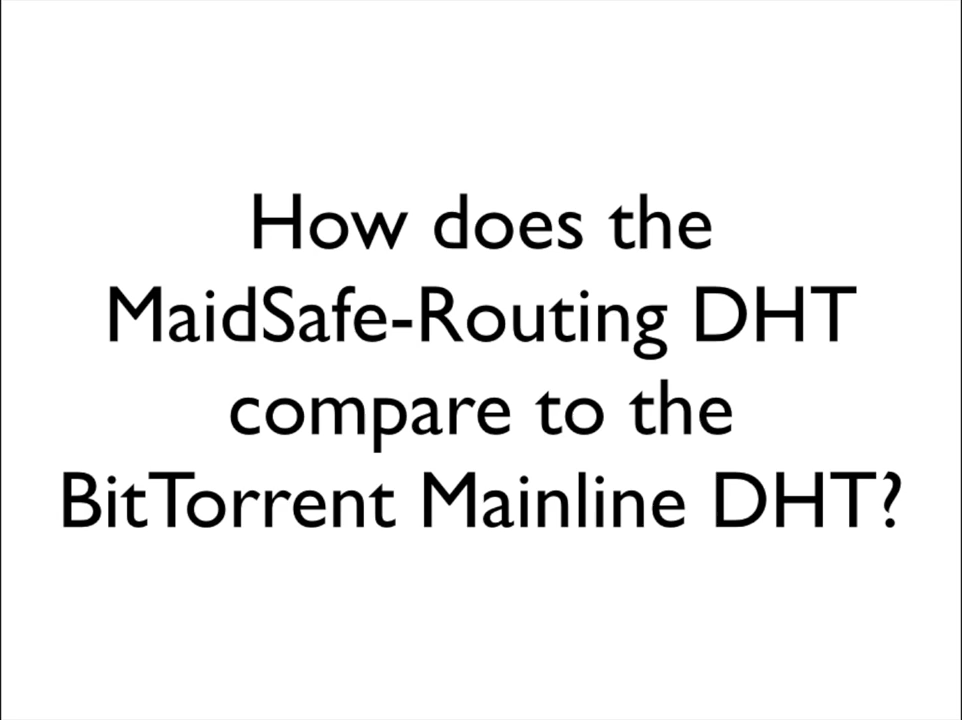 How does the
MaidSafe-Routing DHT
compare to the
BitTorrent Mainline DHT?